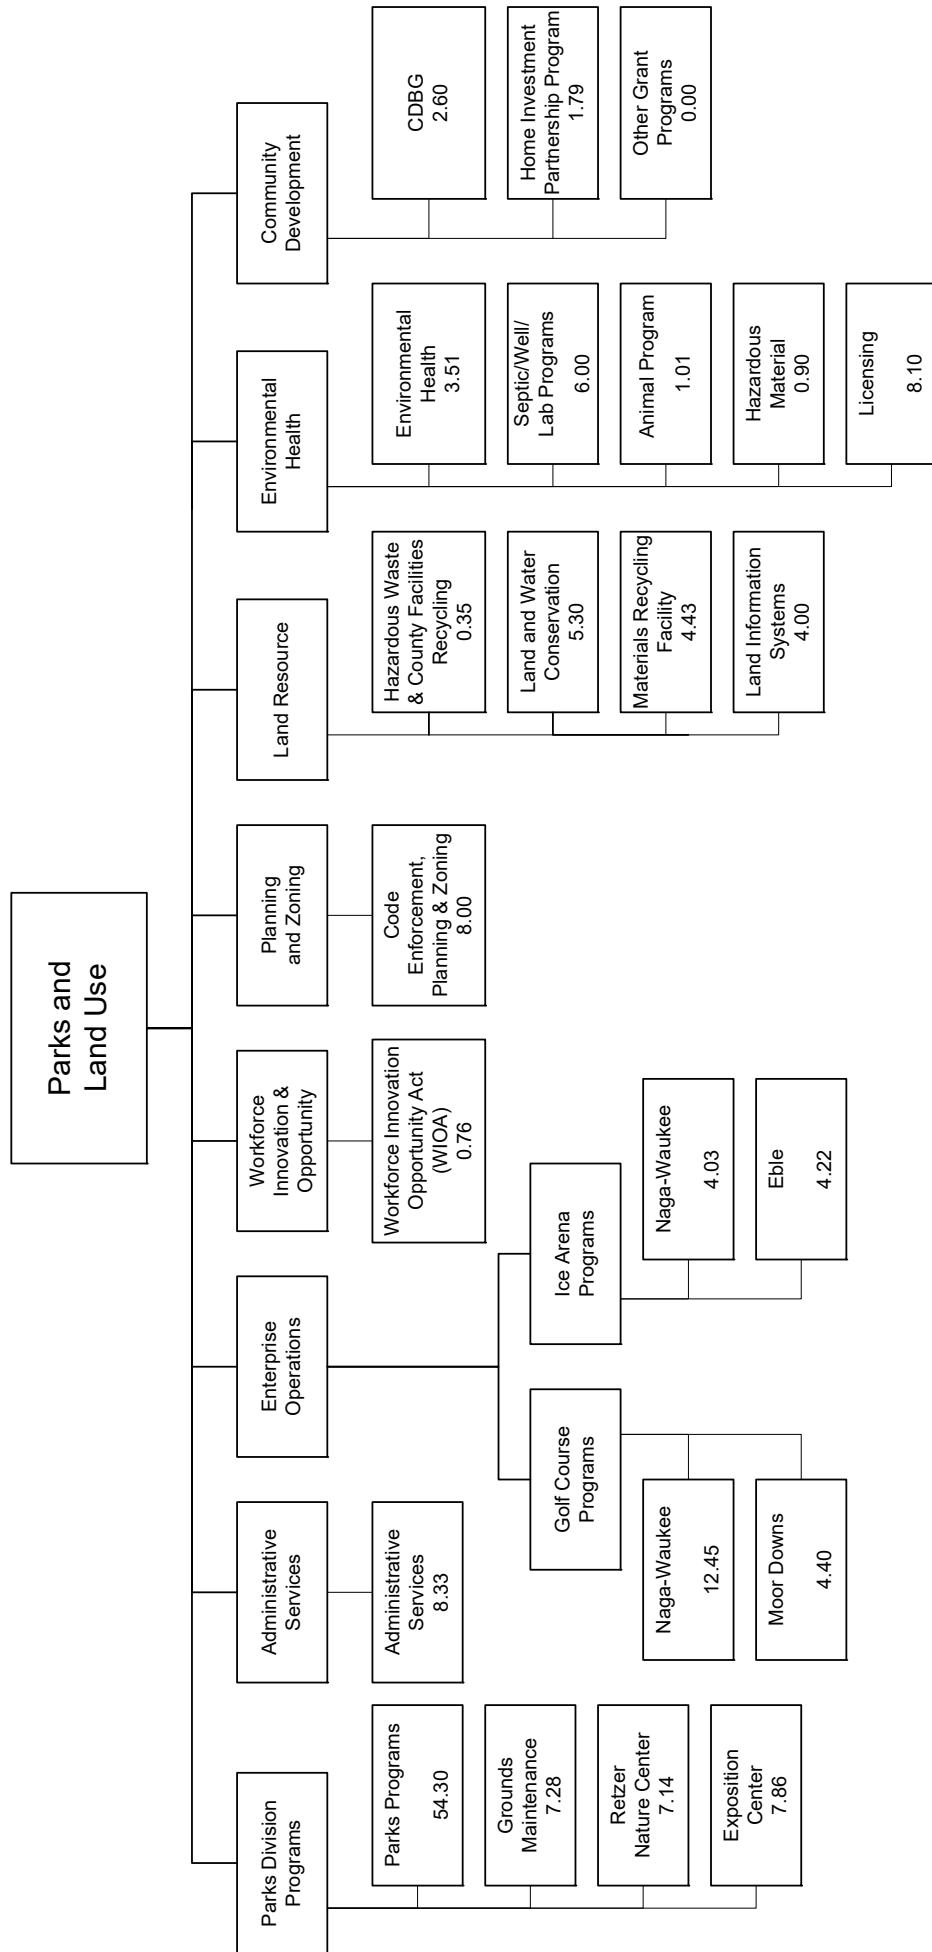 Parks and
Land Use
Parks Division
Programs
Parks Programs
54.30
Grounds
Maintenance
7.28
Retzer
Nature Center
7.14
Exposition
Center
7.86
Administrative
Services
Administrative
Services
8.33
Enterprise
Operations
Golf Course
Programs
Naga-Waukee
12.45
Moor Downs
4.40
Ice Arena
Programs
Naga-Waukee
4.03
Eble
4.22
Workforce
Innovation &
Opportunity
Workforce Innovation
Opportunity Act
(WIOA)
0.76
Planning
and Zoning
Code
Enforcement,
Planning & Zoning
8.00
Land Resource
Hazardous Waste
& County Facilities
Recycling
0.35
Land and Water
Conservation
5.30
Materials Recycling
Facility
4.43
Land Information
Systems
4.00
Environmental
Health
Environmental
Health
3.51
Septic/Well/
Lab Programs
6.00
Animal Program
1.01
Hazardous
Material
0.90
Licensing
8.10
Community
Development
CDBG
2.60
Home Investment
Partnership Program
1.79
Other Grant
Programs
0.00